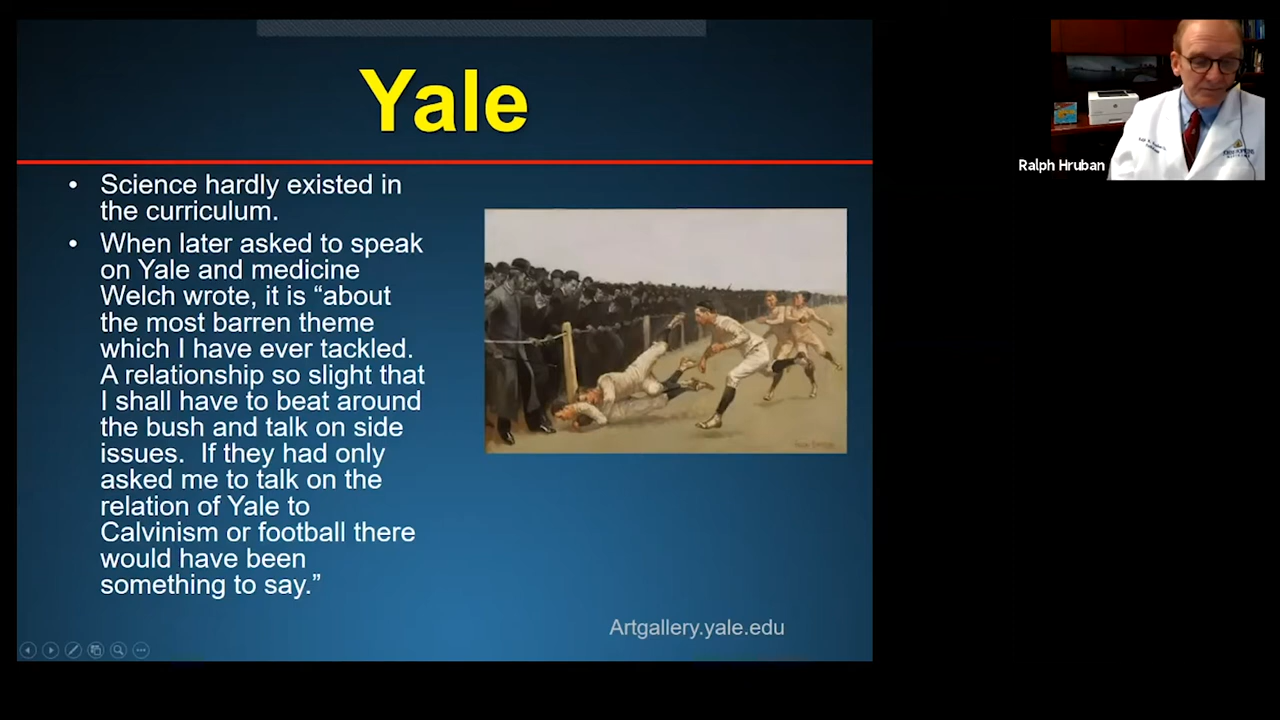 Yale
• Science hardly existed in
the curriculum.
• When later asked to speak
on Yale and medicine
Welch wrote, it is “about
the most barren theme
which I have ever tackled.
A relationship so slight that
I shall have to beat around
the bush and talk on side
issues.  If they had only
asked me to talk on the
relation of Yale to
Calvinism or football there
would have been
something to say.”
Artgallery.yale.edu
Ralph Hruban